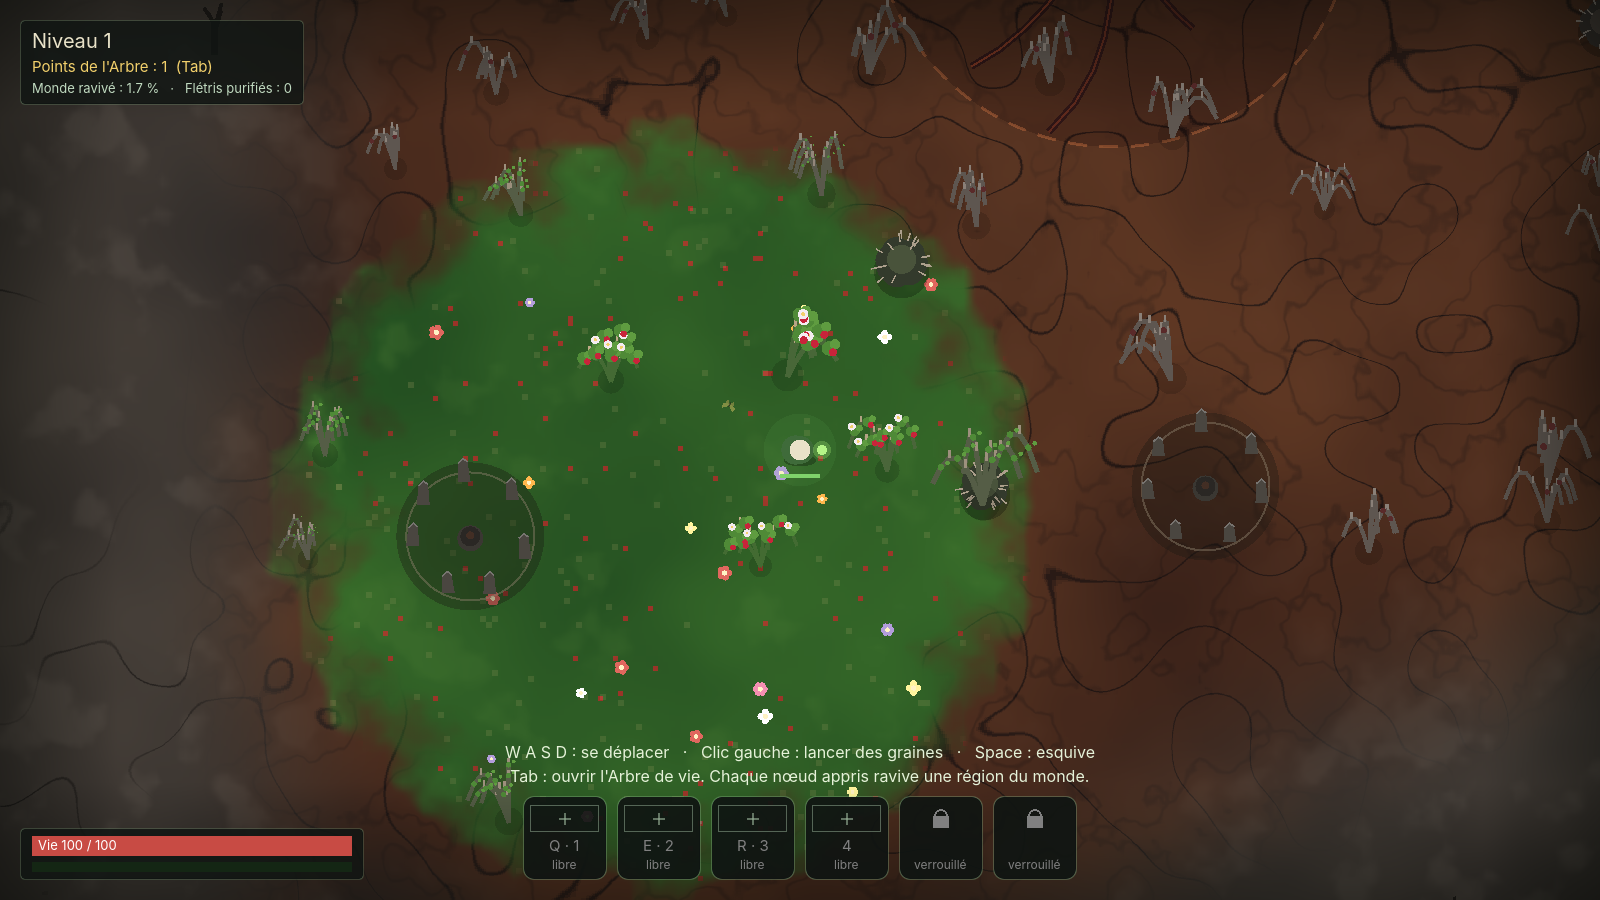 Niveau 1
Points de l'Arbre : 1 (Tab)
Monde ravivé : 1.7 % · Flétris purifiés : 0
W A S D : se déplacer · Clic gauche : lancer des graines · Space : esquive
Tab : ouvrir l'Arbre de vie. Chaque nœud appris ravive une région du monde.
Vie 100 / 100
Q · 1
E · 2
R · 3
4
libre
libre
libre
libre
verrouillé
verrouillé